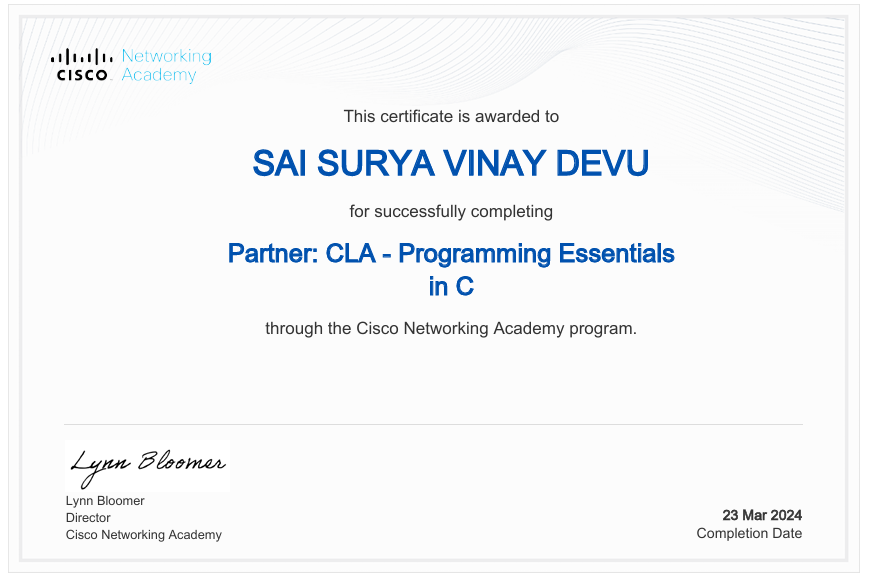 Networking
CISCO Academy
This certificate is awarded to
SAI SURYA VINAY DEVU
for successfully completing
Partner: CLA - Programming Essentials
in C
through the Cisco Networking Academy program.
Lynn Bloomer
Lynn Bloomer
Director
Cisco Networking Academy
23 Mar 2024
Completion Date